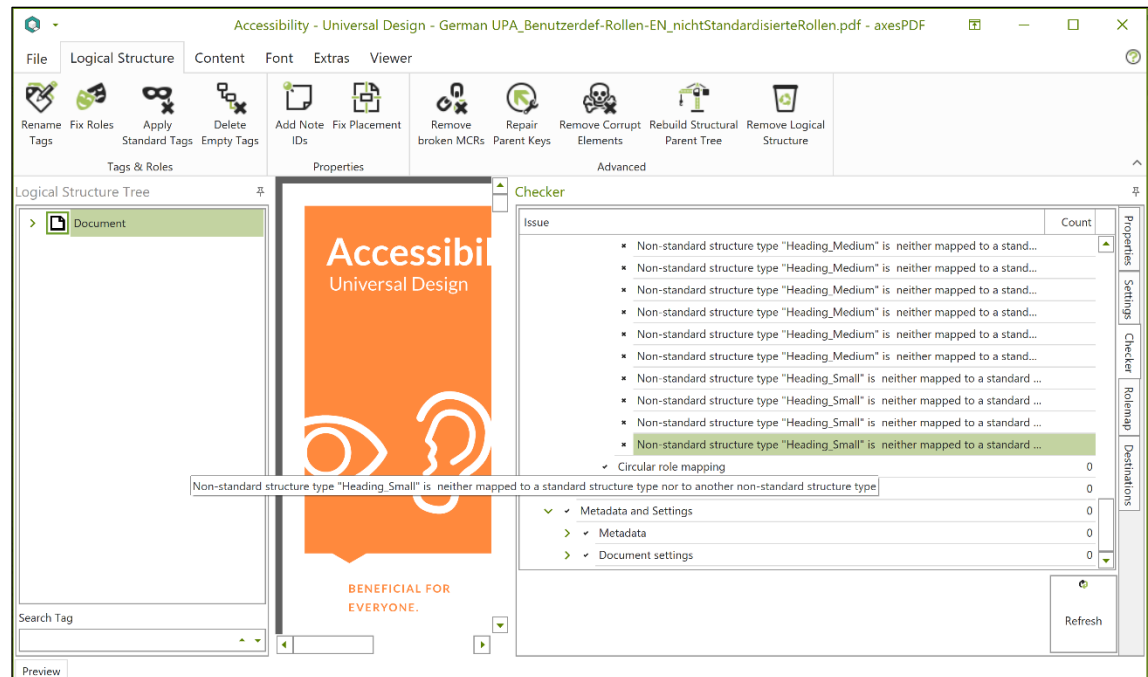 Accessibility - Universal Design - German UPA_Benutzerdef-Rollen-EN_nichtStandardisierteRollen.pdf - axesPDF
File Logical Structure Content Font Extras Viewer
Rename Tags
Fix Roles
Apply Standard Tags
Delete Empty Tags
Add Note IDs
Fix Placement
Remove broken MCRs
Repair Parent Keys
Remove Corrupt Elements
Rebuild Structural Parent Tree
Remove Logical Structure
Tags & Roles
Properties
Advanced
Logical Structure Tree
Document
Search Tag
Preview
Accessibil
Universal Design
BENEFICIAL FOR
EVERYONE.
Checker
Issue Count
Non-standard structure type "Heading_Medium" is neither mapped to a stand...
Non-standard structure type "Heading_Medium" is neither mapped to a stand...
Non-standard structure type "Heading_Medium" is neither mapped to a stand...
Non-standard structure type "Heading_Medium" is neither mapped to a stand...
Non-standard structure type "Heading_Medium" is neither mapped to a stand...
Non-standard structure type "Heading_Medium" is neither mapped to a stand...
Non-standard structure type "Heading_Small" is neither mapped to a standard ...
Non-standard structure type "Heading_Small" is neither mapped to a standard ...
Non-standard structure type "Heading_Small" is neither mapped to a standard ...
Non-standard structure type "Heading_Small" is neither mapped to a standard ...
Circular role mapping 0
Non-standard structure type "Heading_Small" is neither mapped to a standard structure type nor to another non-standard structure type
0
Metadata and Settings 0
Metadata 0
Document settings 0
Refresh
Properties
Settings
Checker
Rolemap
Destinations